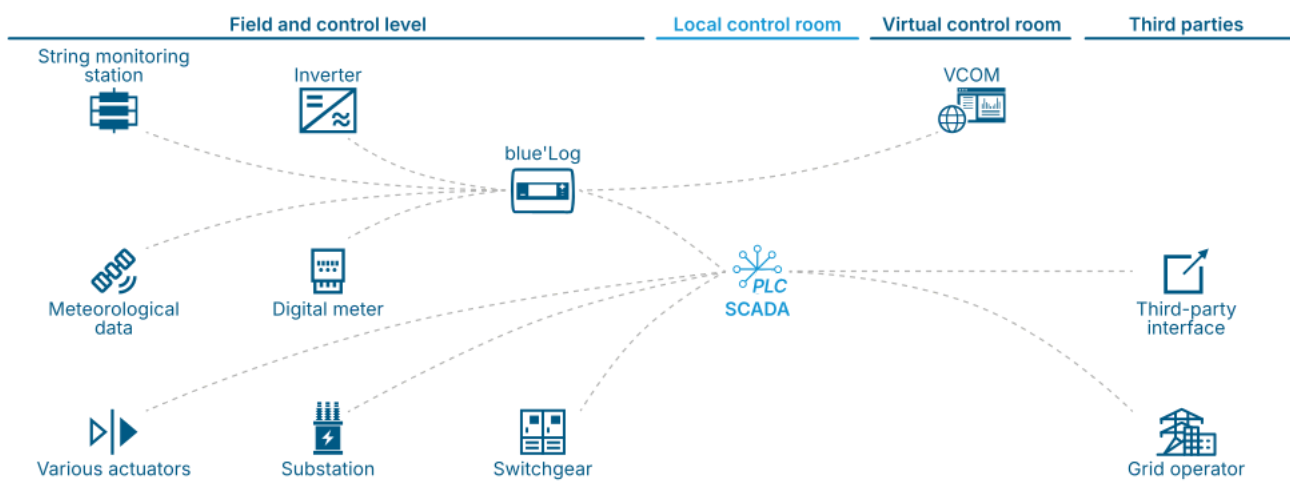 Field and control level
Local control room
Virtual control room
Third parties
String monitoring
station
Inverter
VCOM
blue'Log
Meteorological
data
Digital meter
PLC
SCADA
Third-party
interface
Various actuators
Substation
Switchgear
Grid operator